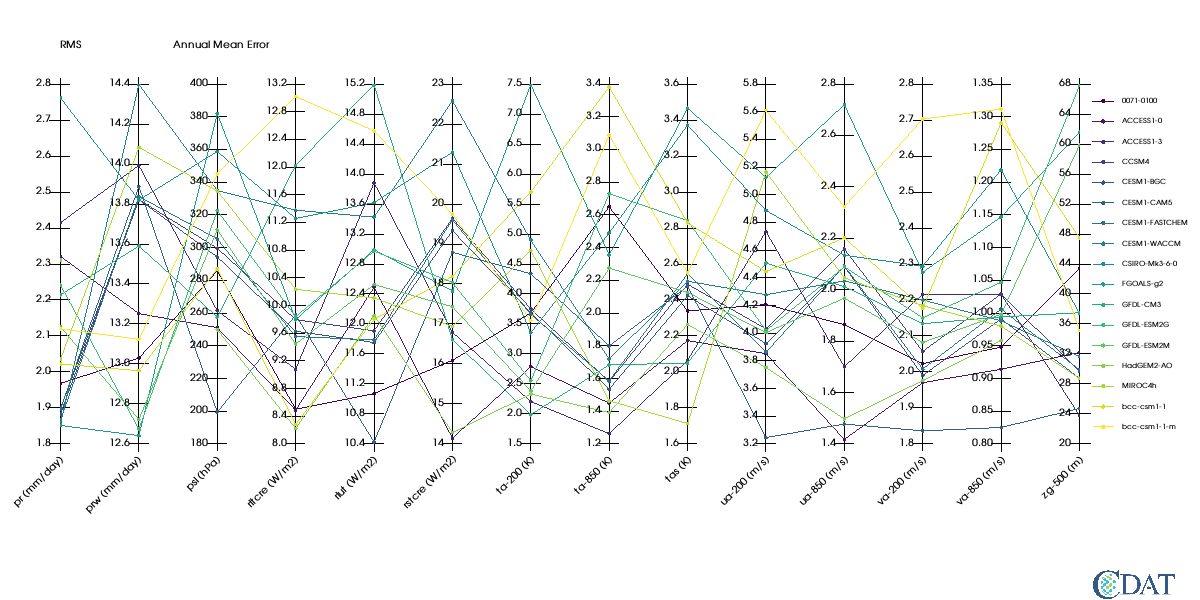 RMS Annual Mean Error
2.8 14.4 400 13.2 15.2 23 7.5 3.4 3.6 5.8 2.8 2.8 1.35 68
2.7 14.2 380 12.8 14.8 22 7.0 3.2 3.4 5.6 2.6 2.7 1.30 64
2.6 14.0 360 12.4 14.4 21 6.5 3.0 3.2 5.4 2.4 2.6 1.25 60
2.5 13.8 340 12.0 14.0 20 6.0 2.8 3.0 5.2 2.2 2.5 1.20 56
2.4 13.6 320 11.6 13.6 19 5.5 2.6 2.8 5.0 2.0 2.4 1.15 52
2.3 13.4 300 11.2 13.2 18 5.0 2.4 2.6 4.8 1.8 2.3 1.10 48
2.2 13.2 280 10.8 12.8 17 4.5 2.2 2.4 4.6 1.6 2.2 1.05 44
2.1 13.0 260 10.4 12.4 16 4.0 2.0 2.2 4.4 1.4 2.1 1.00 40
2.0 12.8 240 10.0 12.0 15 3.5 1.8 2.0 4.2 2.0 0.95 36
1.9 12.6 220 9.6 11.6 14 3.0 1.6 1.8 4.0 1.9 0.90 32
1.8 200 9.2 11.2 2.5 1.4 1.6 3.8 1.8 0.85 28
180 8.8 10.8 2.0 1.2 3.6 0.80 24
8.4 10.4 1.5 3.4 20
8.0 3.2
pr (mm/day)
prw (mm/day)
psl (hPa)
rltcre (W/m2)
rlut (W/m2)
rstcre (W/m2)
ta-200 (K)
ta-850 (K)
tas (K)
ua-200 (m/s)
ua-850 (m/s)
va-200 (m/s)
va-850 (m/s)
zg-500 (m)
0071-0100
ACCESS1-0
ACCESS1-3
CCSM4
CESM1-BGC
CESM1-CAM5
CESM1-FASTCHEM
CESM1-WACCM
CSIRO-Mk3-6-0
FGOALS-g2
GFDL-CM3
GFDL-ESM2G
GFDL-ESM2M
HadGEM2-AO
MIROC4h
bcc-csm1-1
bcc-csm1-1-m
CDAT